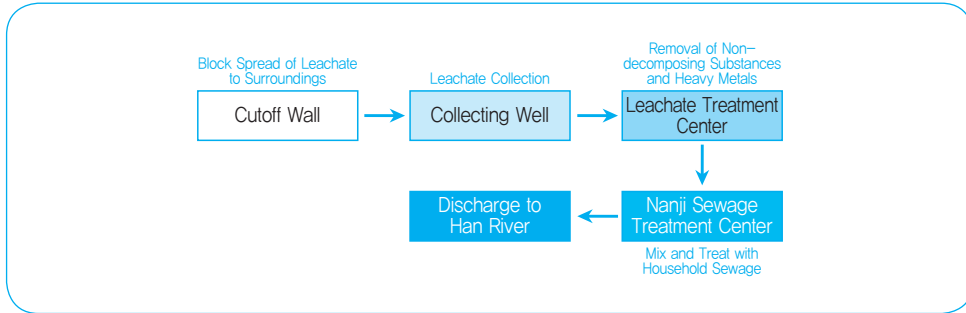 Block Spread of Leachate
to Surroundings
Cutoff Wall
Leachate Collection
Collecting Well
Removal of Non-
decomposing Substances
and Heavy Metals
Leachate Treatment
Center
Nanji Sewage
Treatment Center
Mix and Treat with
Household Sewage
Discharge to
Han River